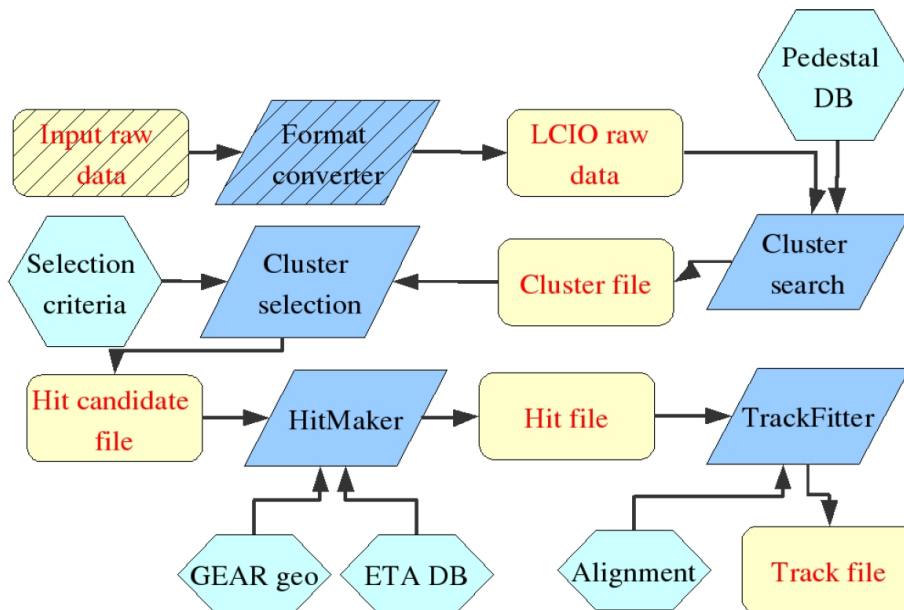 Pedestal
DB
Input raw
data
Format
converter
LCIO raw
data
Selection
criteria
Cluster
selection
Cluster file
Cluster
search
Hit candidate
file
HitMaker
Hit file
TrackFitter
GEAR geo
ETA DB
Alignment
Track file